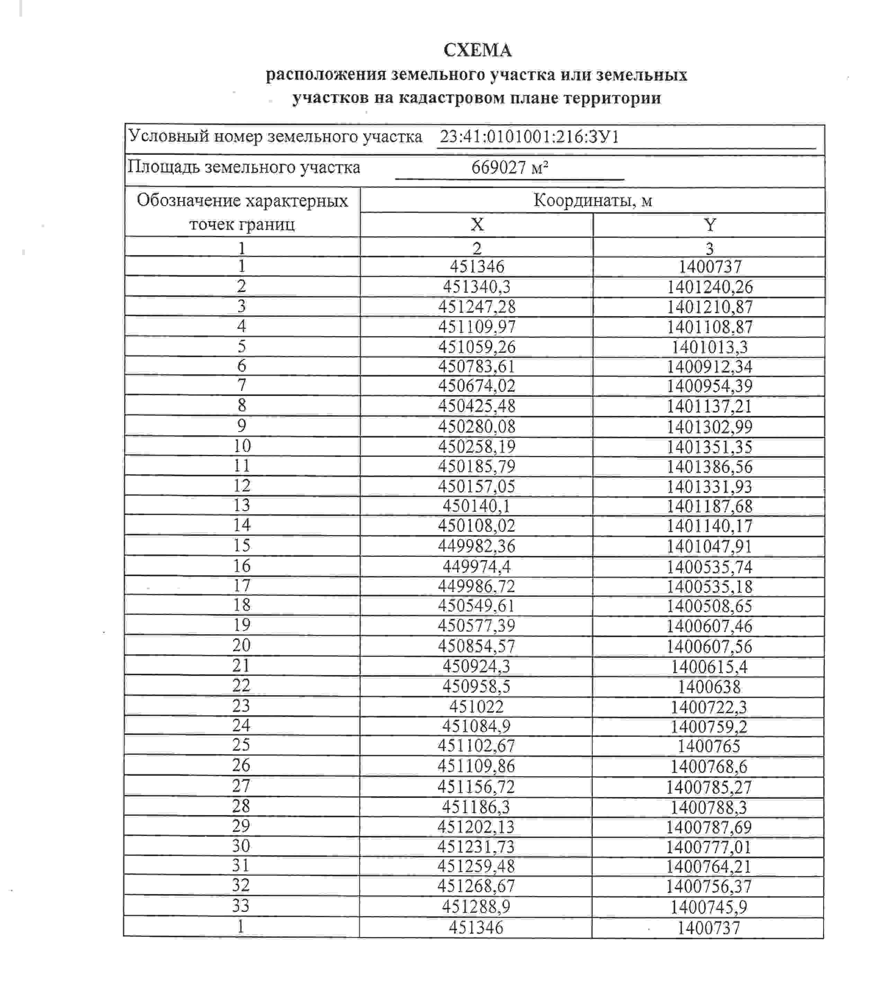 СХЕМА
расположения земельного участка или земельных
участков на кадастровом плане территории
Условный номер земельного участка 23:41:0101001:216:ЗУ1
Площадь земельного участка 669027 м²
Обозначение характерных точек границ Координаты, м
X Y
1 2 3
1 451346 1400737
2 451340,3 1401240,26
3 451247,28 1401210,87
4 451109,97 1401108,87
5 451059,26 1401013,3
6 450783,61 1400912,34
7 450674,02 1400954,39
8 450425,48 1401137,21
9 450280,08 1401302,99
10 450258,19 1401351,35
11 450185,79 1401386,56
12 450157,05 1401331,93
13 450140,1 1401187,68
14 450108,02 1401140,17
15 449982,36 1401047,91
16 449974,4 1400535,74
17 449986,72 1400535,18
18 450549,61 1400508,65
19 450577,39 1400607,46
20 450854,57 1400607,56
21 450924,3 1400615,4
22 450958,5 1400638
23 451022 1400722,3
24 451084,9 1400759,2
25 451102,67 1400765
26 451109,86 1400768,6
27 451156,72 1400785,27
28 451186,3 1400788,3
29 451202,13 1400787,69
30 451231,73 1400777,01
31 451259,48 1400764,21
32 451268,67 1400756,37
33 451288,9 1400745,9
1 451346 1400737